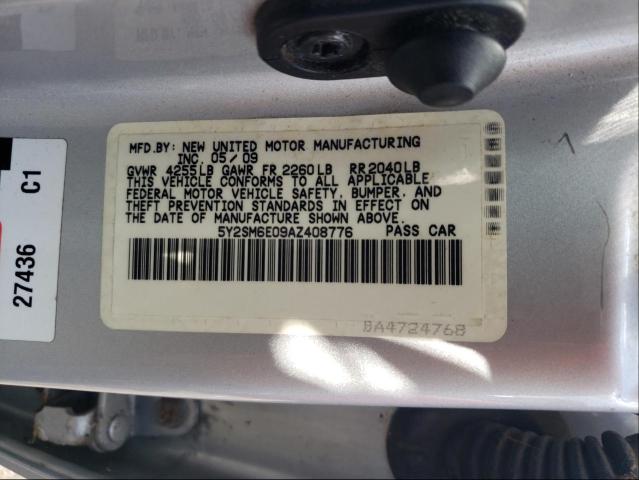 MFD.BY: NEW UNITED MOTOR MANUFACTURING
INC. 05/09
GVWR 4255LB GAWR FR 2260LB RR2040LB
THIS VEHICLE CONFORMS TO ALL APPLICABLE
FEDERAL MOTOR VEHICLE SAFETY, BUMPER, AND
THEFT PREVENTION STANDARDS IN EFFECT ON
THE DATE OF MANUFACTURE SHOWN ABOVE.
5Y2SM6E09AZ408776 PASS CAR
BA4724768
27436 C1